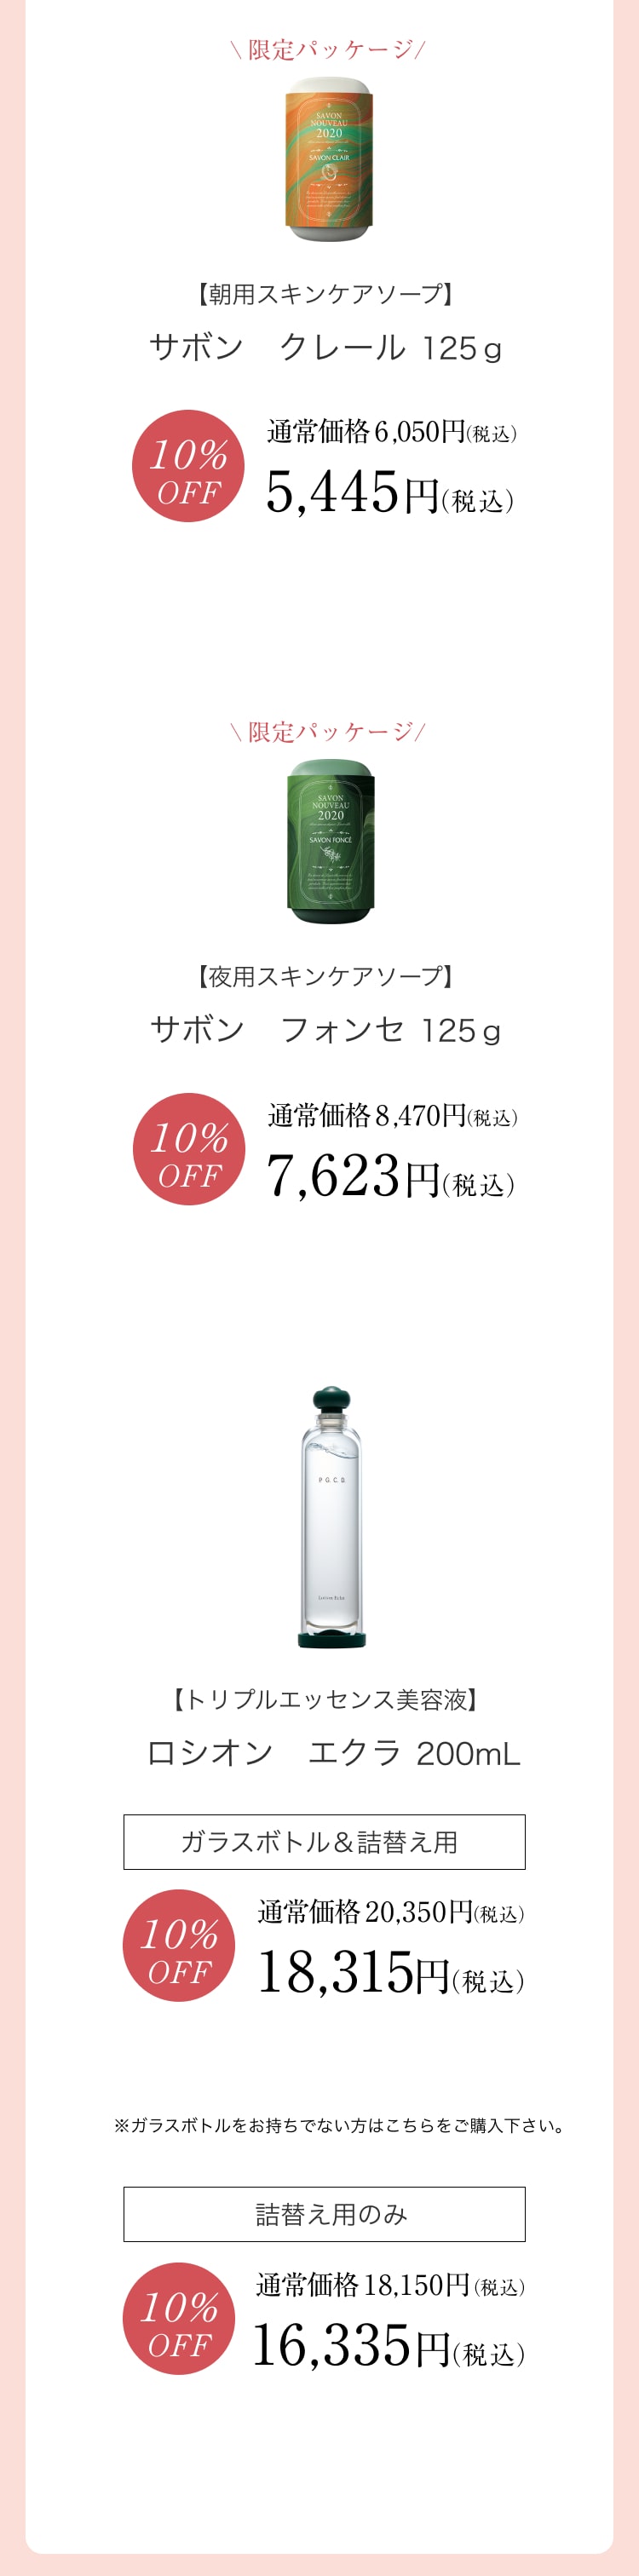 \ 限定パッケージ/
SAVON
NOUVEAU
2020
SAVON CLAIR
【朝用スキンケアソープ】
サボン　クレール 125g
10%
OFF
通常価格 6,050円(税込)
5,445円(税込)
\ 限定パッケージ/
SAVON
NOUVEAU
2020
SAVON FONCÉ
【夜用スキンケアソープ】
サボン　フォンセ 125g
10%
OFF
通常価格 8,470円(税込)
7,623円(税込)
P. G. C. D.
【トリプルエッセンス美容液】
ロシオン　エクラ 200mL
ガラスボトル&詰替え用
10%
OFF
通常価格 20,350円(税込)
18,315円(税込)
※ガラスボトルをお持ちでない方はこちらをご購入下さい。
詰替え用のみ
10%
OFF
通常価格 18,150円(税込)
16,335円(税込)